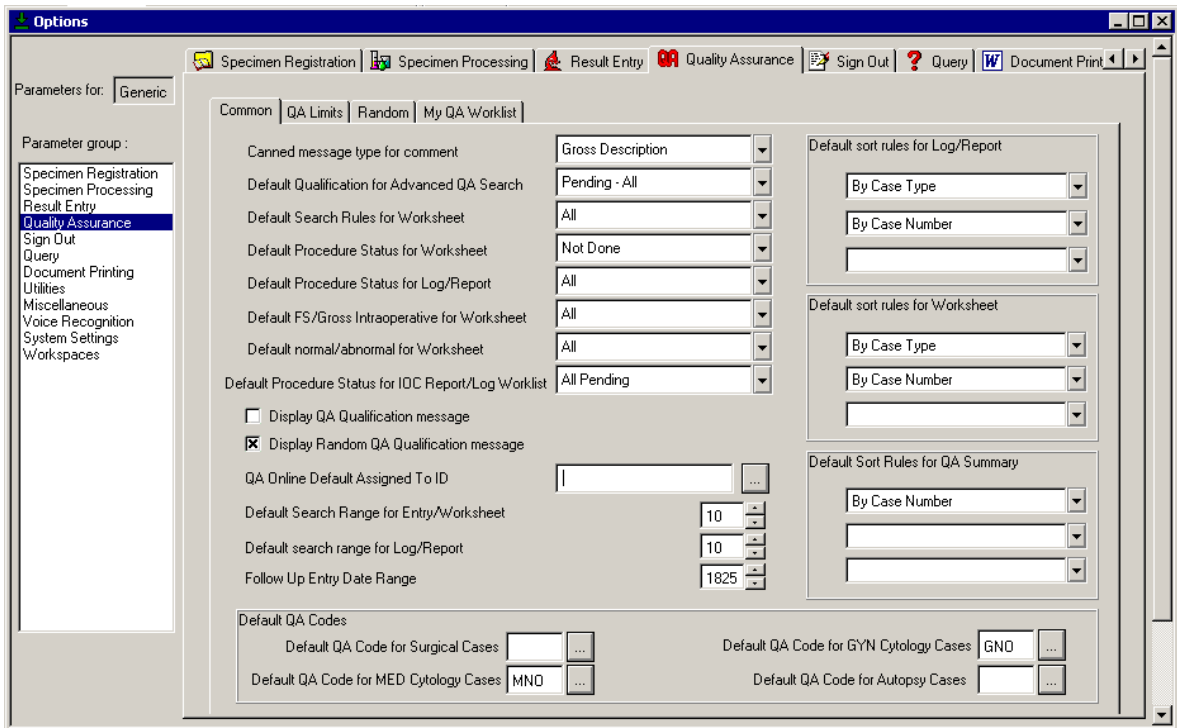 Options
Specimen Registration
Specimen Processing
Result Entry
QA Quality Assurance
Sign Out
? Query
W Document Print
Parameters for: Generic
Parameter group :
Specimen Registration
Specimen Processing
Result Entry
Quality Assurance
Sign Out
Query
Document Printing
Utilities
Miscellaneous
Voice Recognition
System Settings
Workspaces
Common
QA Limits
Random
My QA Worklist
Canned message type for comment Gross Description
Default Qualification for Advanced QA Search Pending - All
Default Search Rules for Worksheet All
Default Procedure Status for Worksheet Not Done
Default Procedure Status for Log/Report All
Default FS/Gross Intraoperative for Worksheet All
Default normal/abnormal for Worksheet All
Default Procedure Status for IOC Report/Log Worklist All Pending
Display QA Qualification message
Display Random QA Qualification message
QA Online Default Assigned To ID ...
Default Search Range for Entry/Worksheet 10
Default search range for Log/Report 10
Follow Up Entry Date Range 1825
Default sort rules for Log/Report
By Case Type
By Case Number
Default sort rules for Worksheet
By Case Type
By Case Number
Default Sort Rules for QA Summary
By Case Number
Default QA Codes
Default QA Code for Surgical Cases ...
Default QA Code for GYN Cytology Cases GNO ...
Default QA Code for MED Cytology Cases MNO ...
Default QA Code for Autopsy Cases ...